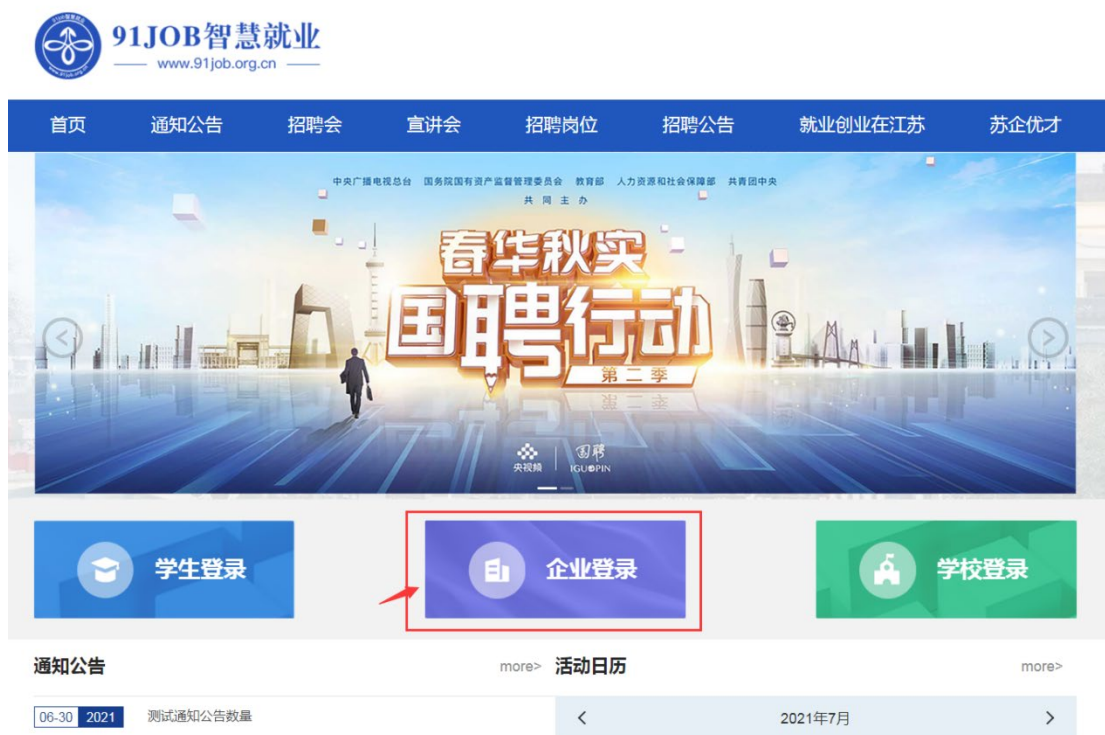 91JOB智慧就业
www.91job.org.cn
首页 通知公告 招聘会 宣讲会 招聘岗位 招聘公告 就业创业在江苏 苏企优才
中央广播电视总台 国务院国有资产监督管理委员会 教育部 人力资源和社会保障部 共青团中央
共同主办
春华秋实
国聘行动
第二季
央视频 国聘
IGUOPIN
学生登录 企业登录 学校登录
通知公告 more> 活动日历 more>
06-30 2021 测试通知公告数量 < 2021年7月 >